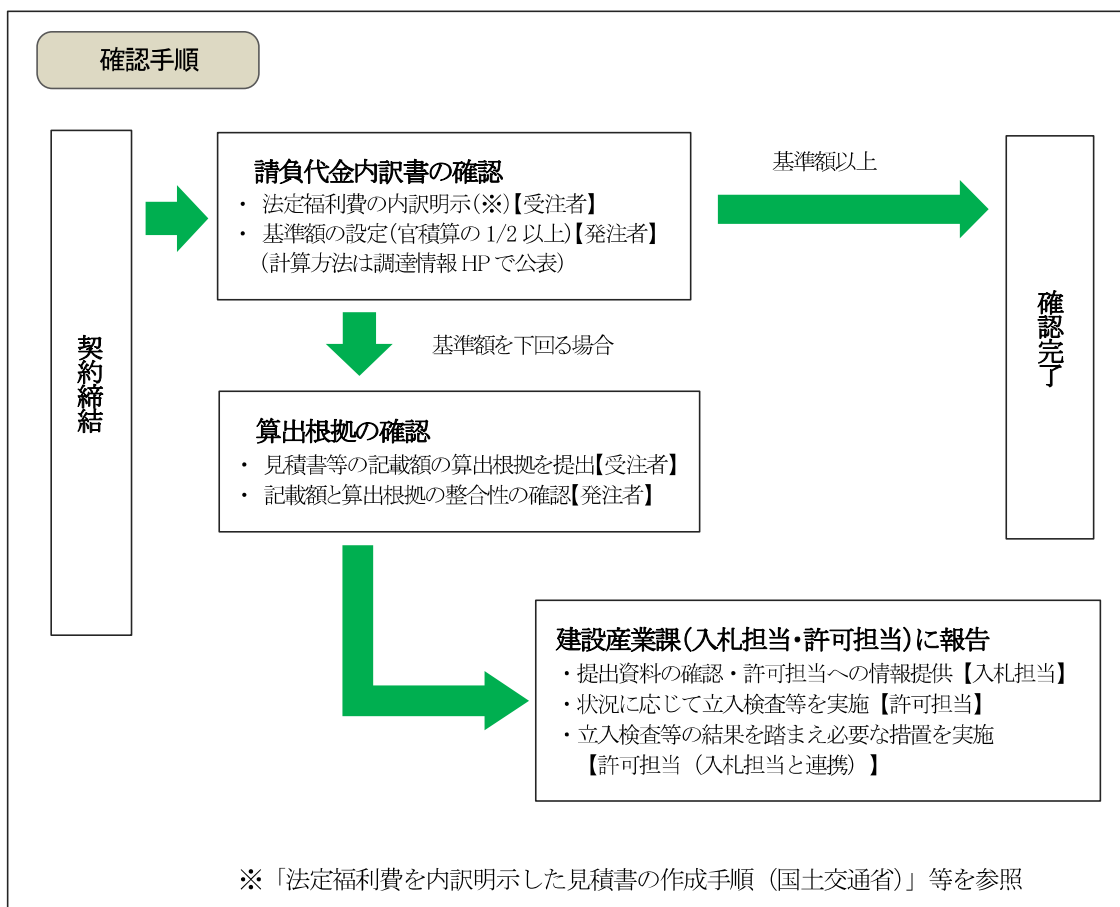 確認手順
契約締結
請負代金内訳書の確認
・ 法定福利費の内訳明示(※)【受注者】
・ 基準額の設定(官積算の 1/2 以上)【発注者】
(計算方法は調達情報 HP で公表)
基準額以上
確認完了
基準額を下回る場合
算出根拠の確認
・ 見積書等の記載額の算出根拠を提出【受注者】
・ 記載額と算出根拠の整合性の確認【発注者】
建設産業課(入札担当・許可担当)に報告
・提出資料の確認・許可担当への情報提供【入札担当】
・状況に応じて立入検査等を実施【許可担当】
・立入検査等の結果を踏まえ必要な措置を実施
【許可担当（入札担当と連携）】
※「法定福利費を内訳明示した見積書の作成手順（国土交通省）」等を参照